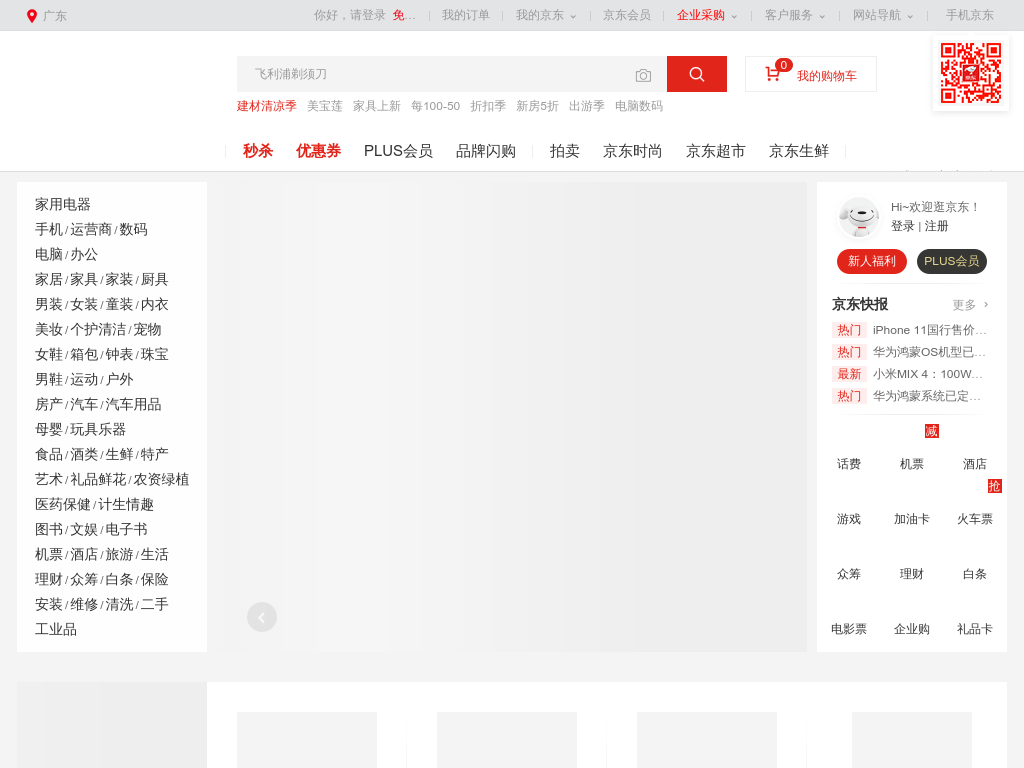 广东
你好，请登录 免… 我的订单 我的京东 京东会员 企业采购 客户服务 网站导航 手机京东
飞利浦剃须刀
0 我的购物车
建材清凉季 美宝莲 家具上新 每100-50 折扣季 新房5折 出游季 电脑数码
秒杀 优惠券 PLUS会员 品牌闪购 拍卖 京东时尚 京东超市 京东生鲜
家用电器
手机/运营商/数码
电脑/办公
家居/家具/家装/厨具
男装/女装/童装/内衣
美妆/个护清洁/宠物
女鞋/箱包/钟表/珠宝
男鞋/运动/户外
房产/汽车/汽车用品
母婴/玩具乐器
食品/酒类/生鲜/特产
艺术/礼品鲜花/农资绿植
医药保健/计生情趣
图书/文娱/电子书
机票/酒店/旅游/生活
理财/众筹/白条/保险
安装/维修/清洗/二手
工业品
Hi~欢迎逛京东！
登录 | 注册
新人福利 PLUS会员
京东快报 更多
热门 iPhone 11国行售价…
热门 华为鸿蒙OS机型已…
最新 小米MIX 4：100W…
热门 华为鸿蒙系统已定…
减
话费 机票 酒店
抢
游戏 加油卡 火车票
众筹 理财 白条
电影票 企业购 礼品卡